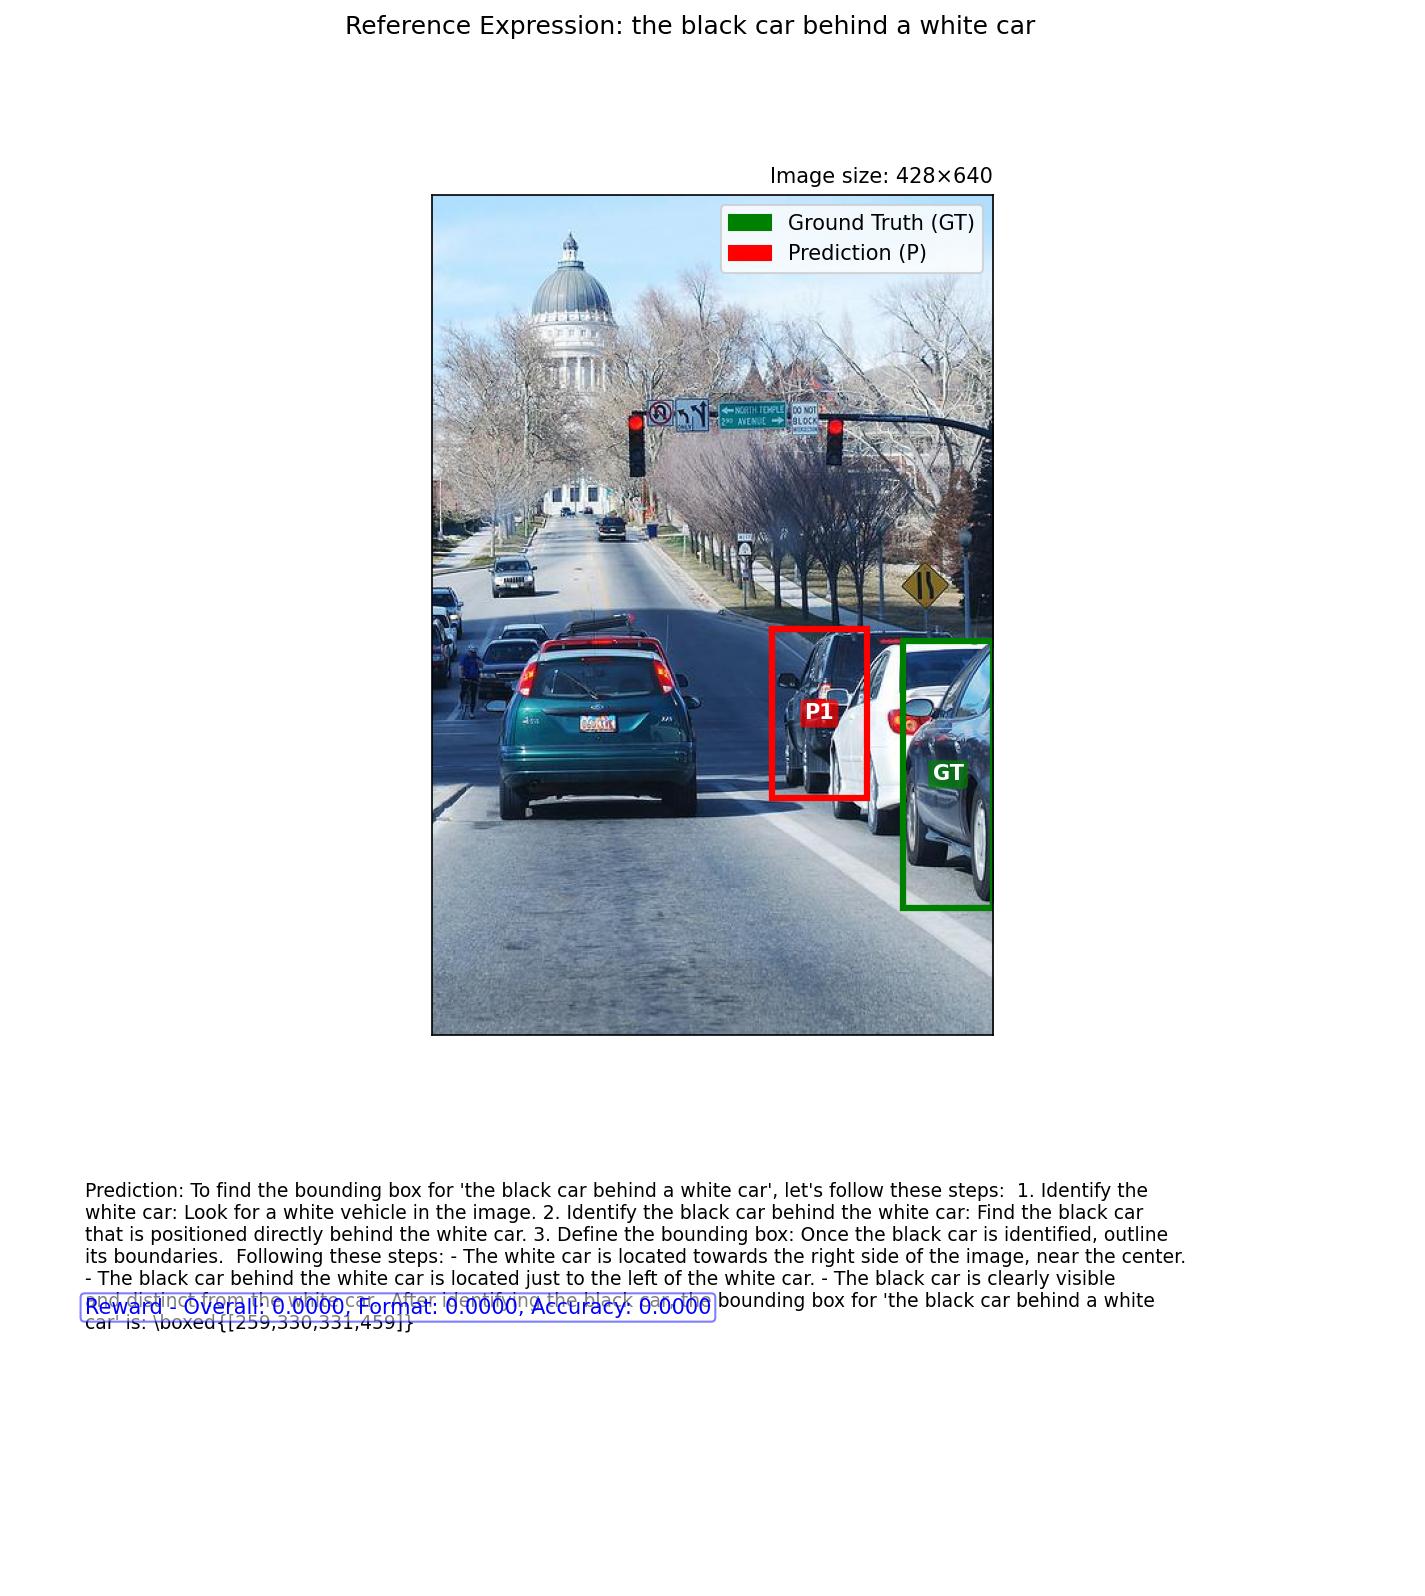 Reference Expression: the black car behind a white car
Image size: 428×640
Ground Truth (GT)
Prediction (P)
NORTH TEMPLE
2ND AVENUE
DO NOT
BLOCK
ONLY
P1
GT
Prediction: To find the bounding box for 'the black car behind a white car', let's follow these steps:  1. Identify the
white car: Look for a white vehicle in the image. 2. Identify the black car behind the white car: Find the black car
that is positioned directly behind the white car. 3. Define the bounding box: Once the black car is identified, outline
its boundaries.  Following these steps: - The white car is located towards the right side of the image, near the center.
- The black car behind the white car is located just to the left of the white car. - The black car is clearly visible
and distinct from the white car.  After identifying the black car, the bounding box for 'the black car behind a white
Reward - Overall: 0.0000, Format: 0.0000, Accuracy: 0.0000
car' is: \boxed{[259,330,331,459]}